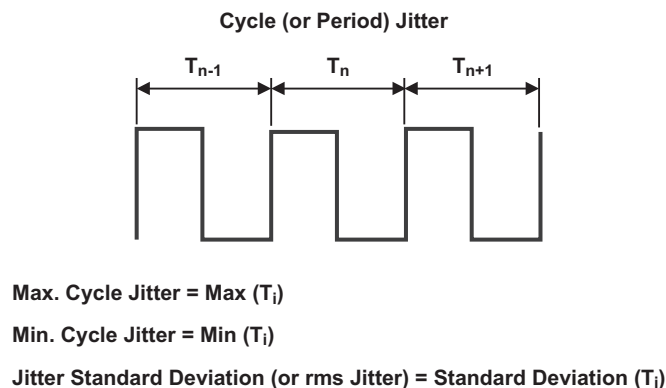 Cycle (or Period) Jitter
Tn-1 Tn Tn+1
Max. Cycle Jitter = Max (Ti)
Min. Cycle Jitter = Min (Ti)
Jitter Standard Deviation (or rms Jitter) = Standard Deviation (Ti)